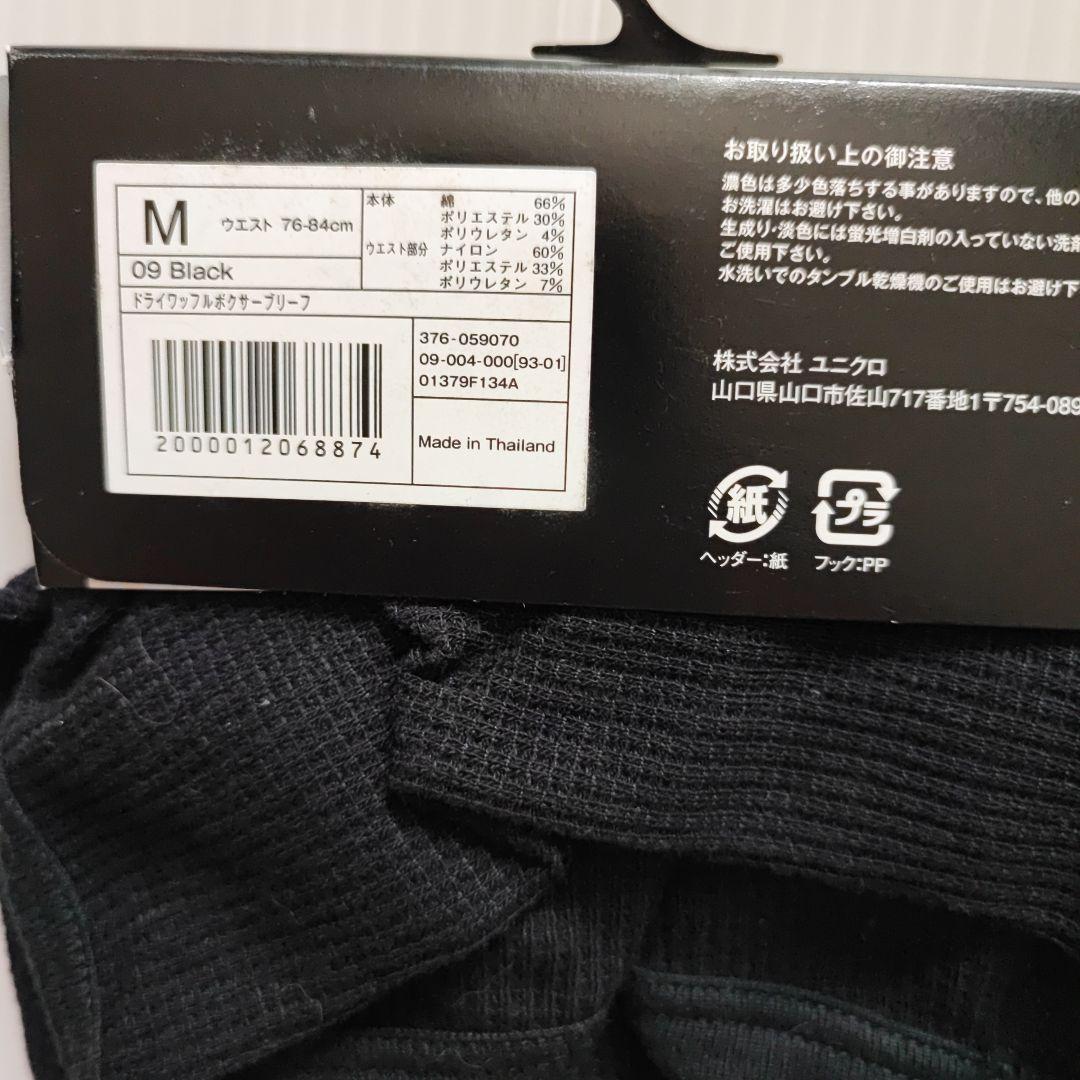 M ウエスト 76-84cm
09 Black
本体 綿 66%
ポリエステル 30%
ポリウレタン 4%
ウエスト部分 ナイロン 60%
ポリエステル 33%
ポリウレタン 7%
ドライワッフルボクサーブリーフ
2000012068874
376-059070
09-004-000[93-01]
01379F134A
Made in Thailand
お取り扱い上の御注意
濃色は多少色落ちする事がありますので、他の
お洗濯はお避け下さい。
生成り・淡色には蛍光増白剤の入っていない洗剤
ご使用下さい。
水洗いでのタンブル乾燥機のご使用はお避け下
株式会社 ユニクロ
山口県山口市佐山717番地1〒754-089
紙
ヘッダー:紙
プラ
フック:PP